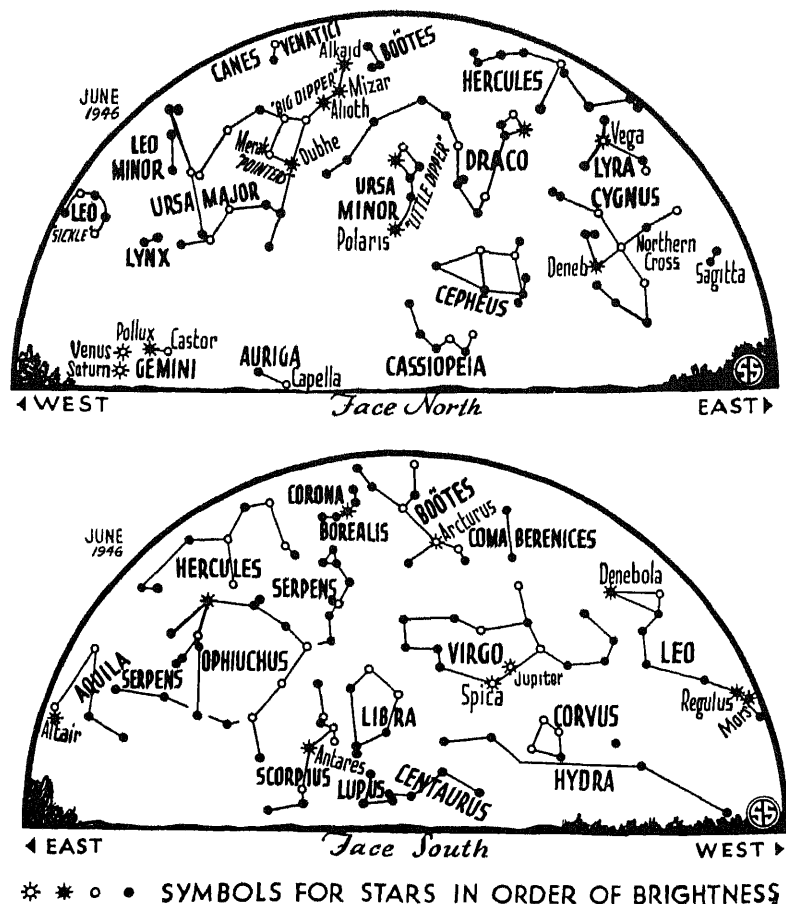 CANES VENATICI
Alkaid
BOÖTES
HERCULES
JUNE
1946
"BIG DIPPER"
Mizar
Alioth
LEO
MINOR
Merak
"POINTERS"
Dubhe
URSA MAJOR
URSA
MINOR
"LITTLE DIPPER"
DRACO
Vega
LYRA
CYGNUS
LEO
SICKLE
LYNX
Polaris
Deneb
Northern
Cross
Sagitta
CEPHEUS
Pollux
Castor
Venus
Saturn
GEMINI
AURIGA
Capella
CASSIOPEIA
SS
WEST
Face North
EAST
JUNE
1946
CORONA
BOREALIS
BOÖTES
Arcturus
COMA BERENICES
HERCULES
SERPENS
Denebola
AQUILA
SERPENS
OPHIUCHUS
VIRGO
Spica
Jupiter
LEO
Regulus
Mars
Altair
LIBRA
CORVUS
Antares
SCORPIUS
LUPUS
CENTAURUS
HYDRA
SS
EAST
Face South
WEST
SYMBOLS FOR STARS IN ORDER OF BRIGHTNESS